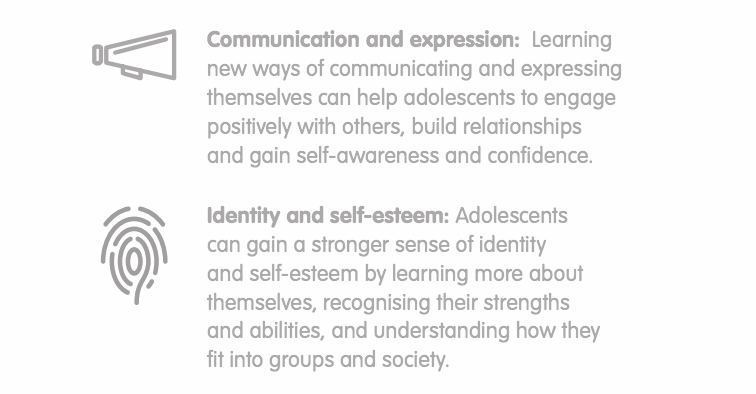 Communication and expression: Learning
new ways of communicating and expressing
themselves can help adolescents to engage
positively with others, build relationships
and gain self-awareness and confidence.
Identity and self-esteem: Adolescents
can gain a stronger sense of identity
and self-esteem by learning more about
themselves, recognising their strengths
and abilities, and understanding how they
fit into groups and society.